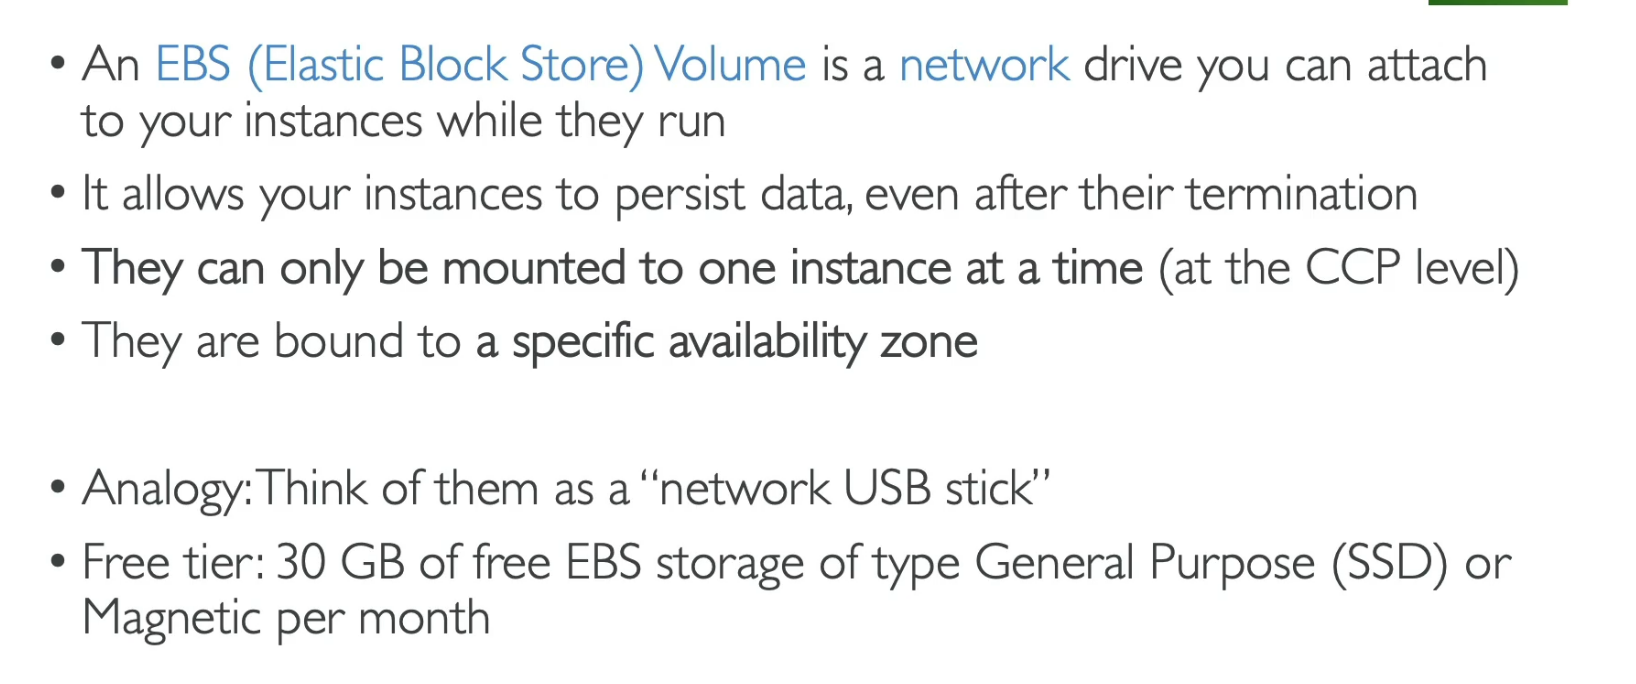 • An EBS (Elastic Block Store) Volume is a network drive you can attach
to your instances while they run
• It allows your instances to persist data, even after their termination
• They can only be mounted to one instance at a time (at the CCP level)
• They are bound to a specific availability zone
• Analogy: Think of them as a “network USB stick”
• Free tier: 30 GB of free EBS storage of type General Purpose (SSD) or
Magnetic per month